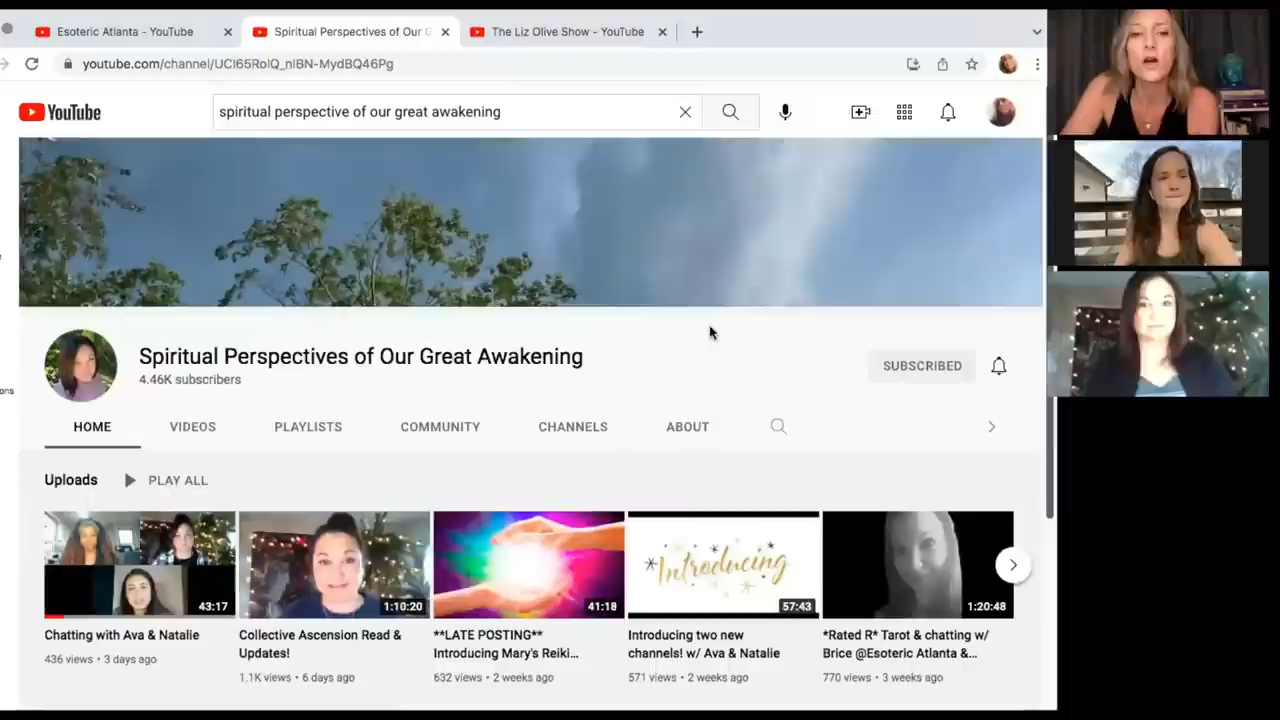 Esoteric Atlanta - YouTube
Spiritual Perspectives of Our G
The Liz Olive Show - YouTube
youtube.com/channel/UCl65RolQ_nlBN-MydBQ46Pg
YouTube
spiritual perspective of our great awakening
ons
Spiritual Perspectives of Our Great Awakening
4.46K subscribers
SUBSCRIBED
HOME VIDEOS PLAYLISTS COMMUNITY CHANNELS ABOUT
Uploads PLAY ALL
Introducing
43:17 1:10:20 41:18 57:43 1:20:48
Chatting with Ava & Natalie
436 views • 3 days ago
Collective Ascension Read &
Updates!
1.1K views • 6 days ago
**LATE POSTING**
Introducing Mary's Reiki...
632 views • 2 weeks ago
Introducing two new
channels! w/ Ava & Natalie
571 views • 2 weeks ago
*Rated R* Tarot & chatting w/
Brice @Esoteric Atlanta &...
770 views • 3 weeks ago